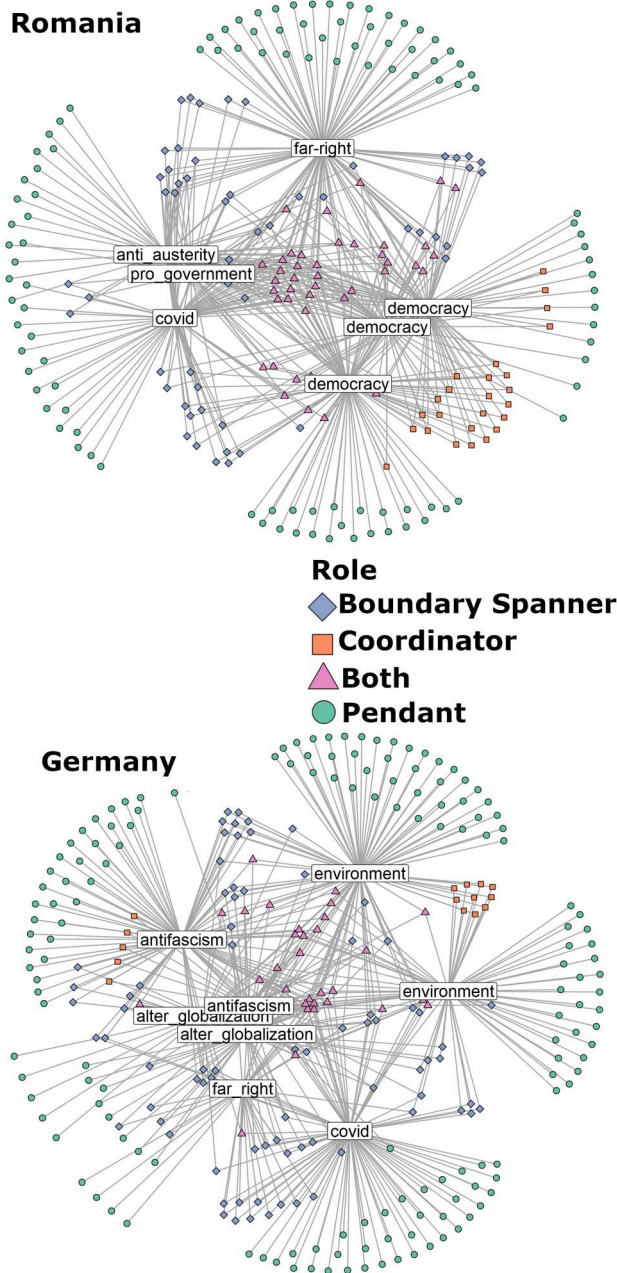 Romania
far-right
anti_austerity
pro_government
covid
democracy
democracy
democracy
Role
Boundary Spanner
Coordinator
Both
Pendant
Germany
environment
antifascism
environment
antifascism
alter_globalization
alter_globalization
far_right
covid